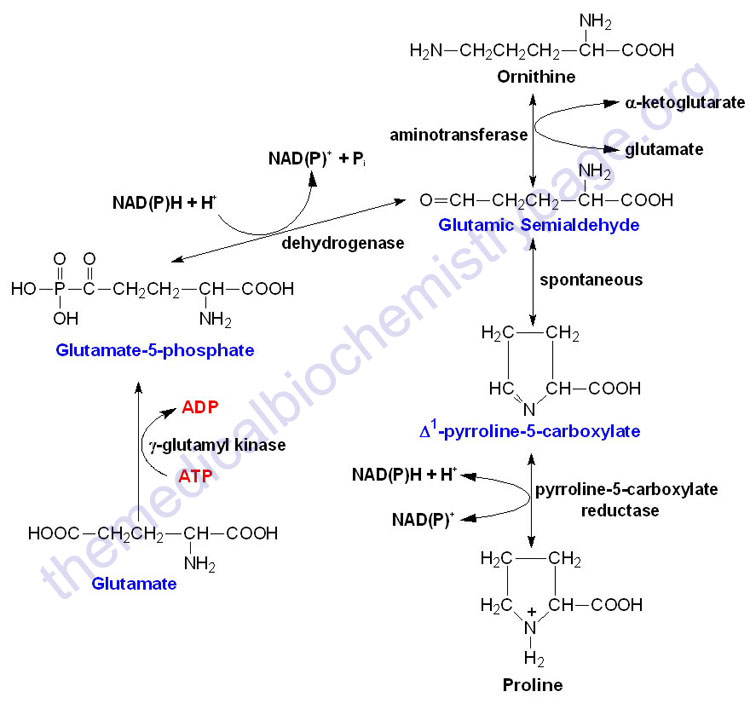 NH₂
H₂N–CH₂CH₂CH₂–CH–COOH
Ornithine
α-ketoglutarate
aminotransferase
glutamate
NAD(P)⁺ + Pᵢ
NAD(P)H + H⁺
dehydrogenase
NH₂
O=CH–CH₂CH₂–CH–COOH
Glutamic Semialdehyde
O O
HO–P–C–CH₂CH₂–CH–COOH
OH NH₂
Glutamate-5-phosphate
spontaneous
H₂C–CH₂
HC CH–COOH
N
Δ¹-pyrroline-5-carboxylate
ADP
γ-glutamyl kinase
ATP
NAD(P)H + H⁺
pyrroline-5-carboxylate
reductase
NAD(P)⁺
HOOC–CH₂CH₂–CH–COOH
NH₂
Glutamate
H₂C–CH₂
H₂C CH–COOH
+
N
H₂
Proline
themedicalbiochemistrypage.org